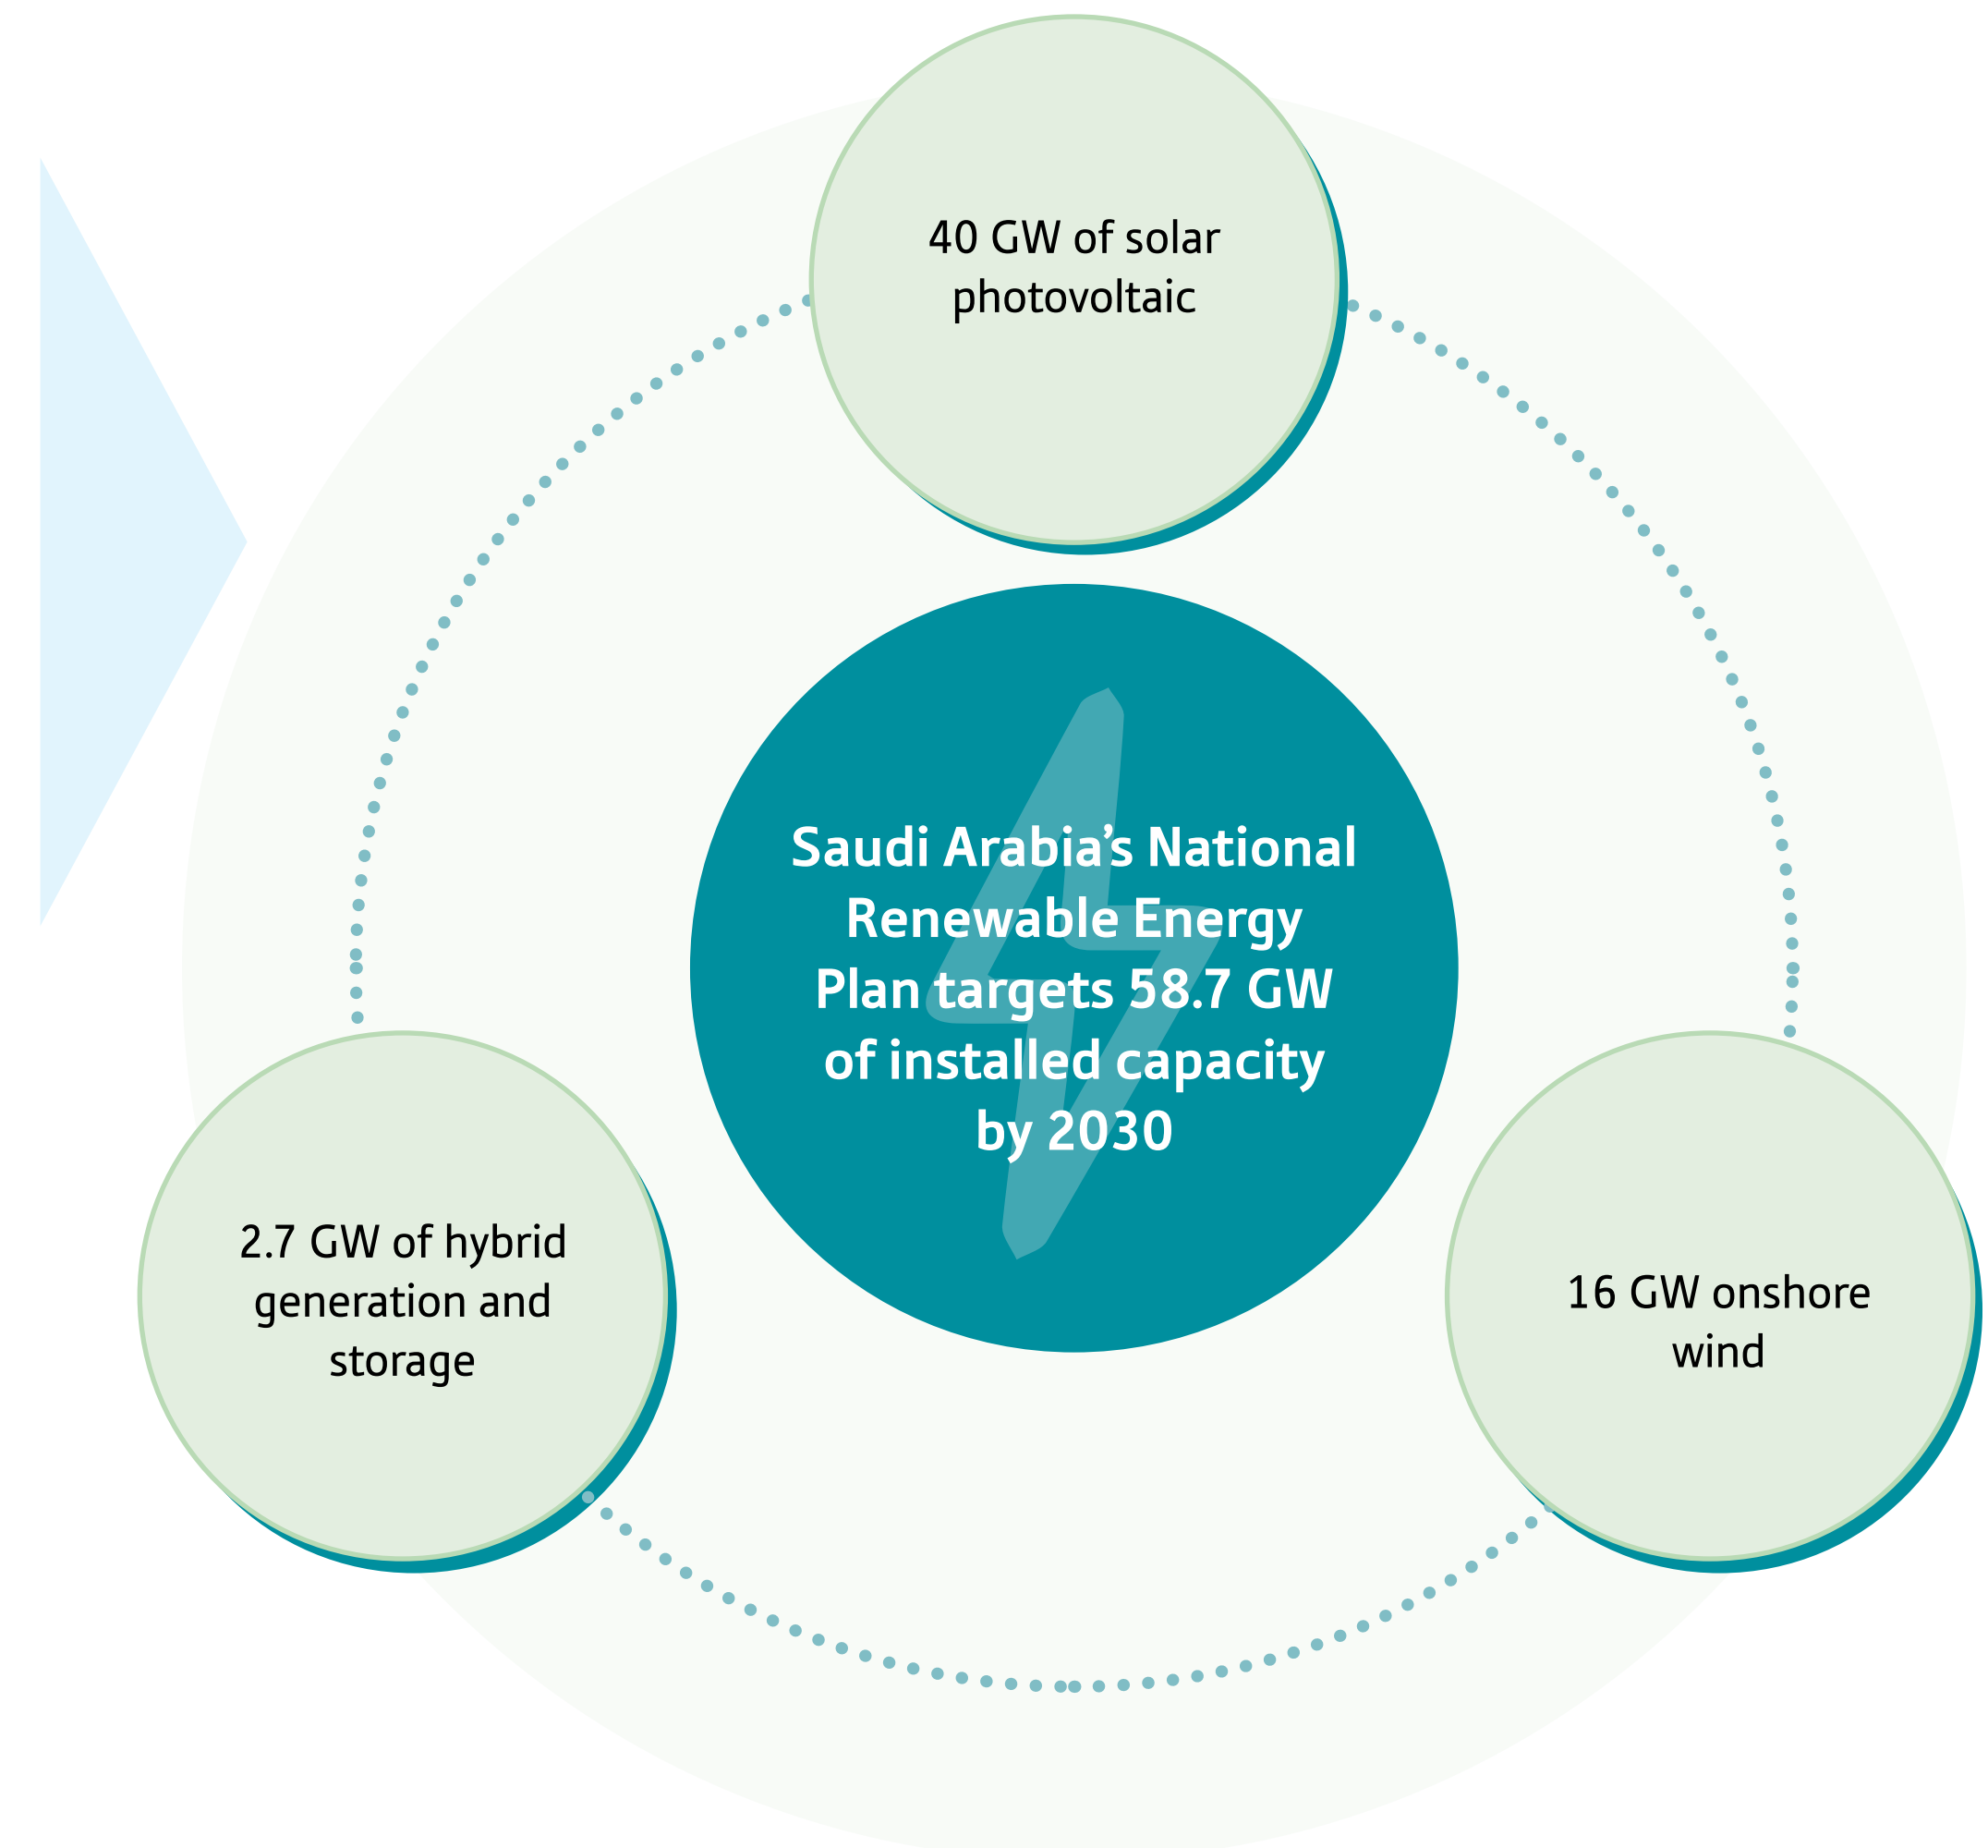 40 GW of solar
photovoltaic
Saudi Arabia’s National
Renewable Energy
Plan targets 58.7 GW
of installed capacity
by 2030
2.7 GW of hybrid
generation and
storage
16 GW onshore
wind